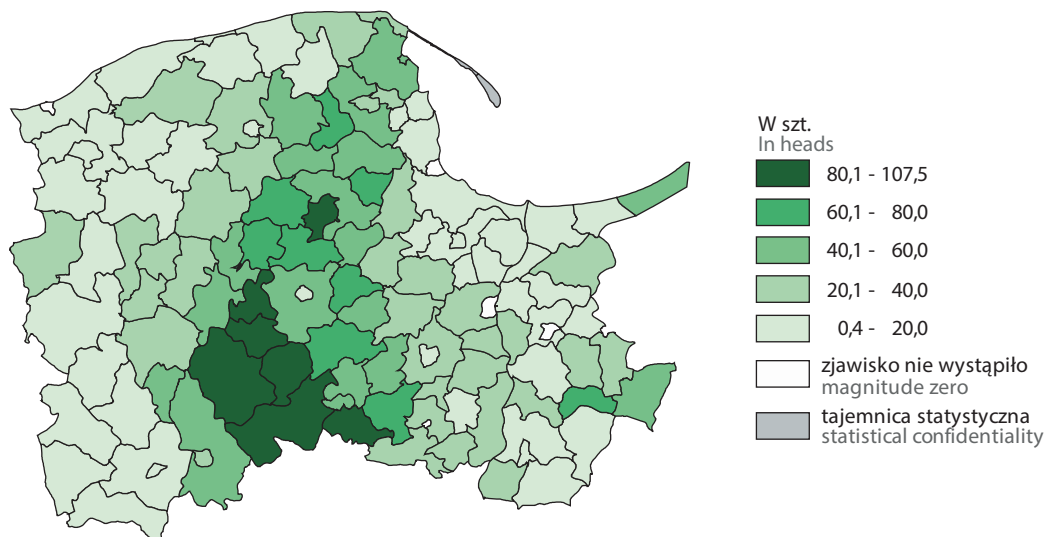 W szt.
In heads
80,1 - 107,5
60,1 - 80,0
40,1 - 60,0
20,1 - 40,0
0,4 - 20,0
zjawisko nie wystąpiło
magnitude zero
tajemnica statystyczna
statistical confidentiality